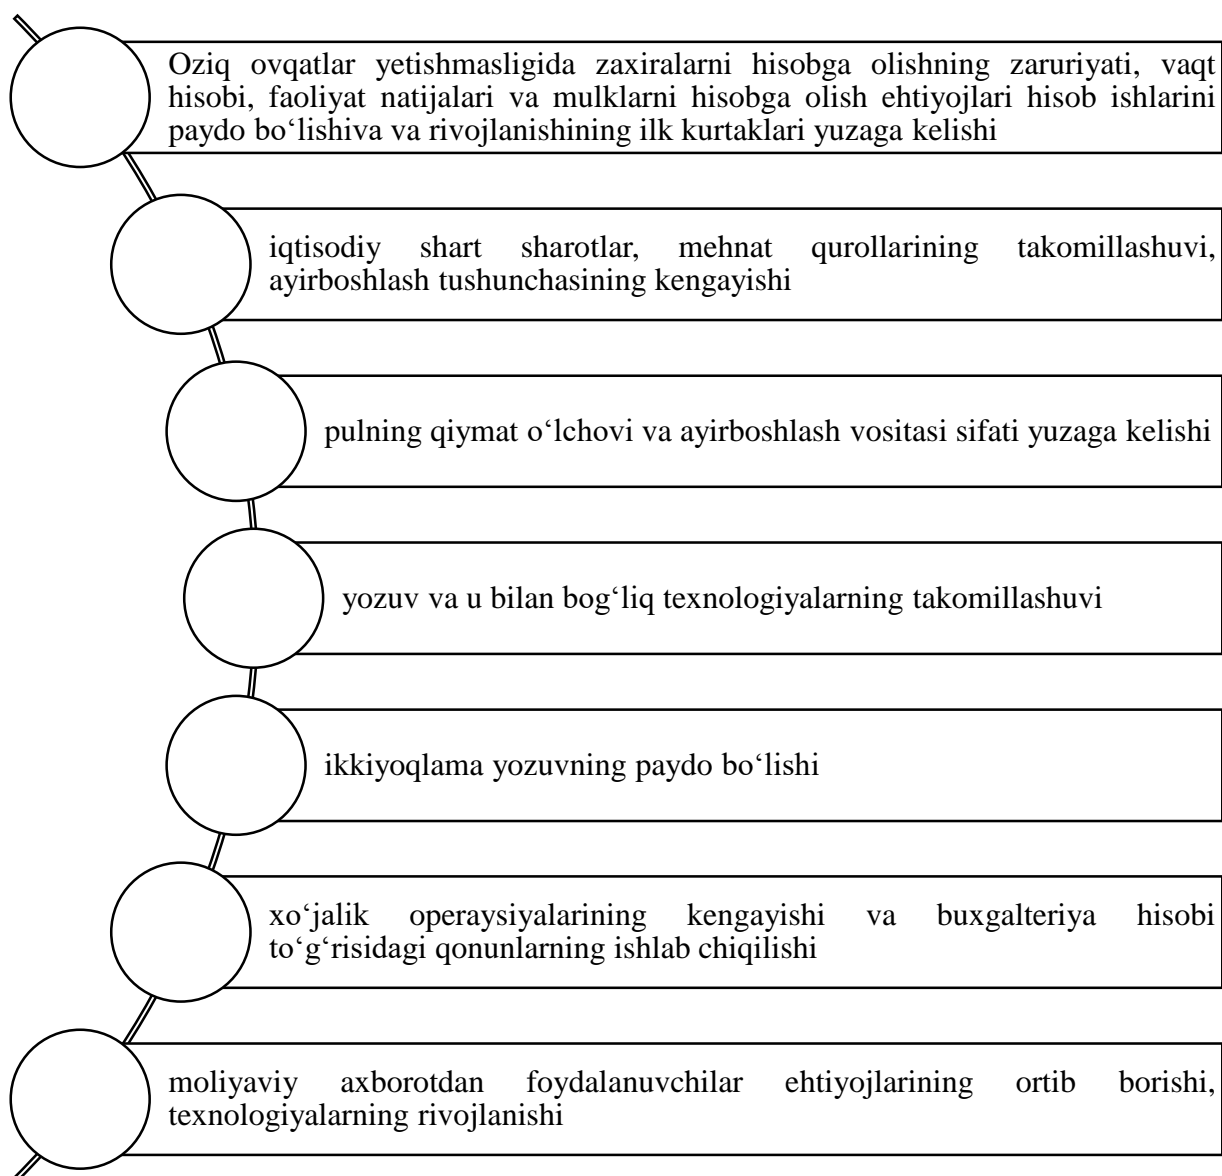 Oziq ovqatlar yetishmasligida zaxiralarni hisobga olishning zaruriyati, vaqt
hisobi, faoliyat natijalari va mulklarni hisobga olish ehtiyojlari hisob ishlarini
paydo bo‘lishiva va rivojlanishining ilk kurtaklari yuzaga kelishi
iqtisodiy shart sharotlar, mehnat qurollarining takomillashuvi,
ayirboshlash tushunchasining kengayishi
pulning qiymat o‘lchovi va ayirboshlash vositasi sifati yuzaga kelishi
yozuv va u bilan bog‘liq texnologiyalarning takomillashuvi
ikkiyoqlama yozuvning paydo bo‘lishi
xo‘jalik operaysiyalarining kengayishi va buxgalteriya hisobi
to‘g‘risidagi qonunlarning ishlab chiqilishi
moliyaviy axborotdan foydalanuvchilar ehtiyojlarining ortib borishi,
texnologiyalarning rivojlanishi